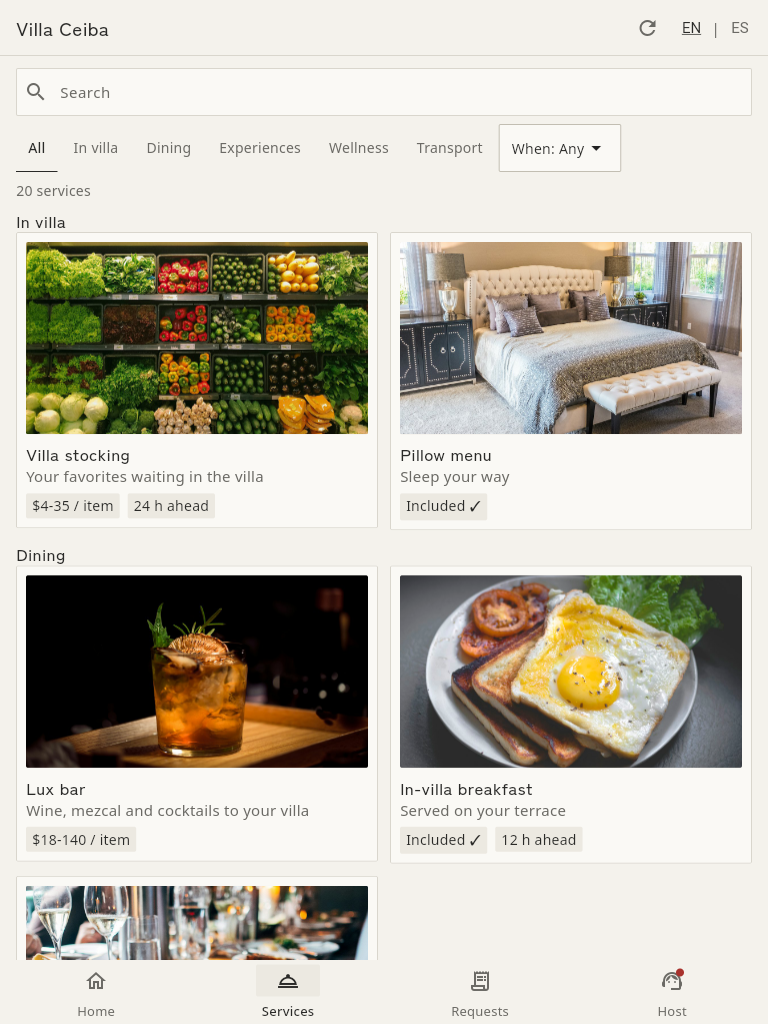 Villa Ceiba
EN | ES
Search
All In villa Dining Experiences Wellness Transport When: Any
20 services
In villa
Villa stocking
Your favorites waiting in the villa
$4-35 / item 24 h ahead
Pillow menu
Sleep your way
Included ✓
Dining
Lux bar
Wine, mezcal and cocktails to your villa
$18-140 / item
In-villa breakfast
Served on your terrace
Included ✓ 12 h ahead
Home Services Requests Host